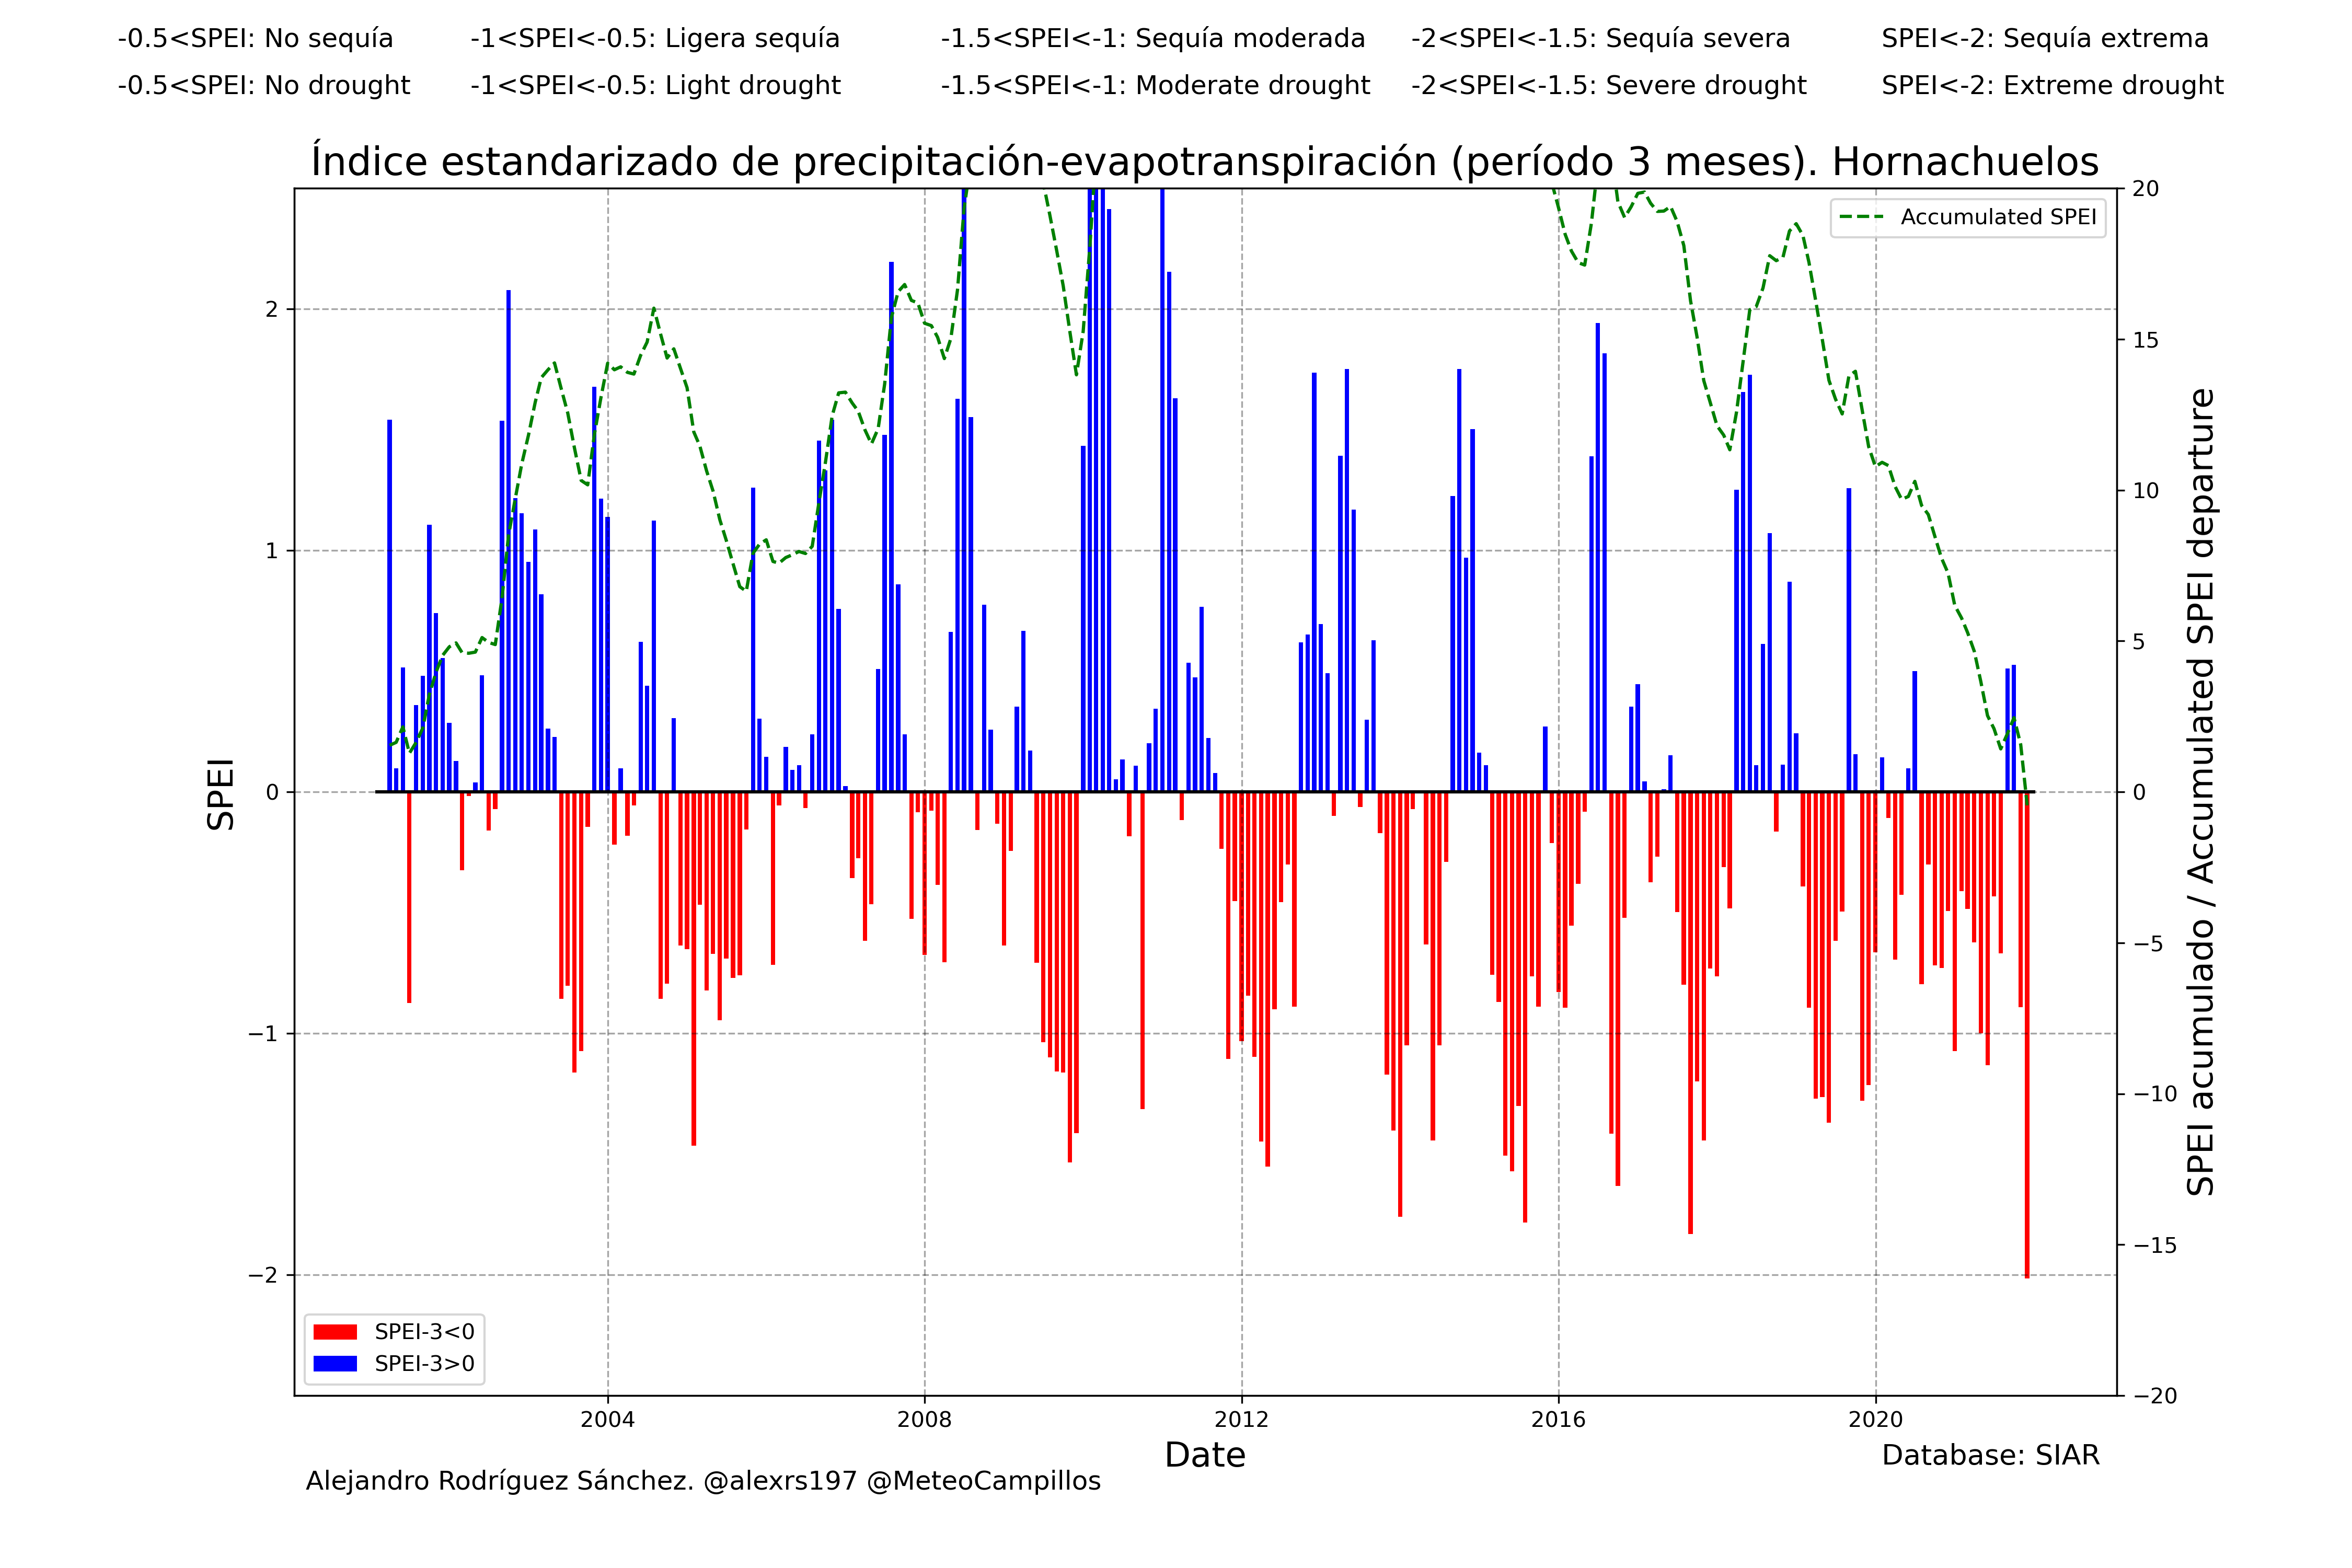 -0.5<SPEI: No sequía -1<SPEI<-0.5: Ligera sequía -1.5<SPEI<-1: Sequía moderada -2<SPEI<-1.5: Sequía severa SPEI<-2: Sequía extrema
-0.5<SPEI: No drought -1<SPEI<-0.5: Light drought -1.5<SPEI<-1: Moderate drought -2<SPEI<-1.5: Severe drought SPEI<-2: Extreme drought
Índice estandarizado de precipitación-evapotranspiración (período 3 meses). Hornachuelos
Accumulated SPEI
SPEI
2
1
0
−1
−2
20
15
10
5
0
−5
−10
−15
−20
SPEI acumulado / Accumulated SPEI departure
SPEI-3<0
SPEI-3>0
2004 2008 2012 2016 2020
Date
Database: SIAR
Alejandro Rodríguez Sánchez. @alexrs197 @MeteoCampillos